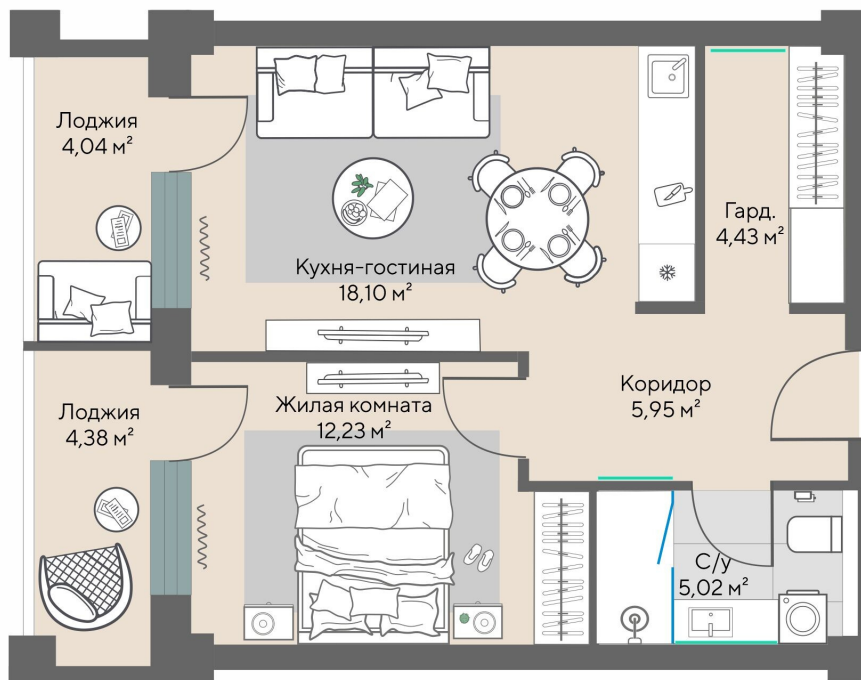 Лоджия
4,04 м²
Гард.
4,43 м²
Кухня-гостиная
18,10 м²
Коридор
5,95 м²
Лоджия
4,38 м²
Жилая комната
12,23 м²
С/у
5,02 м²